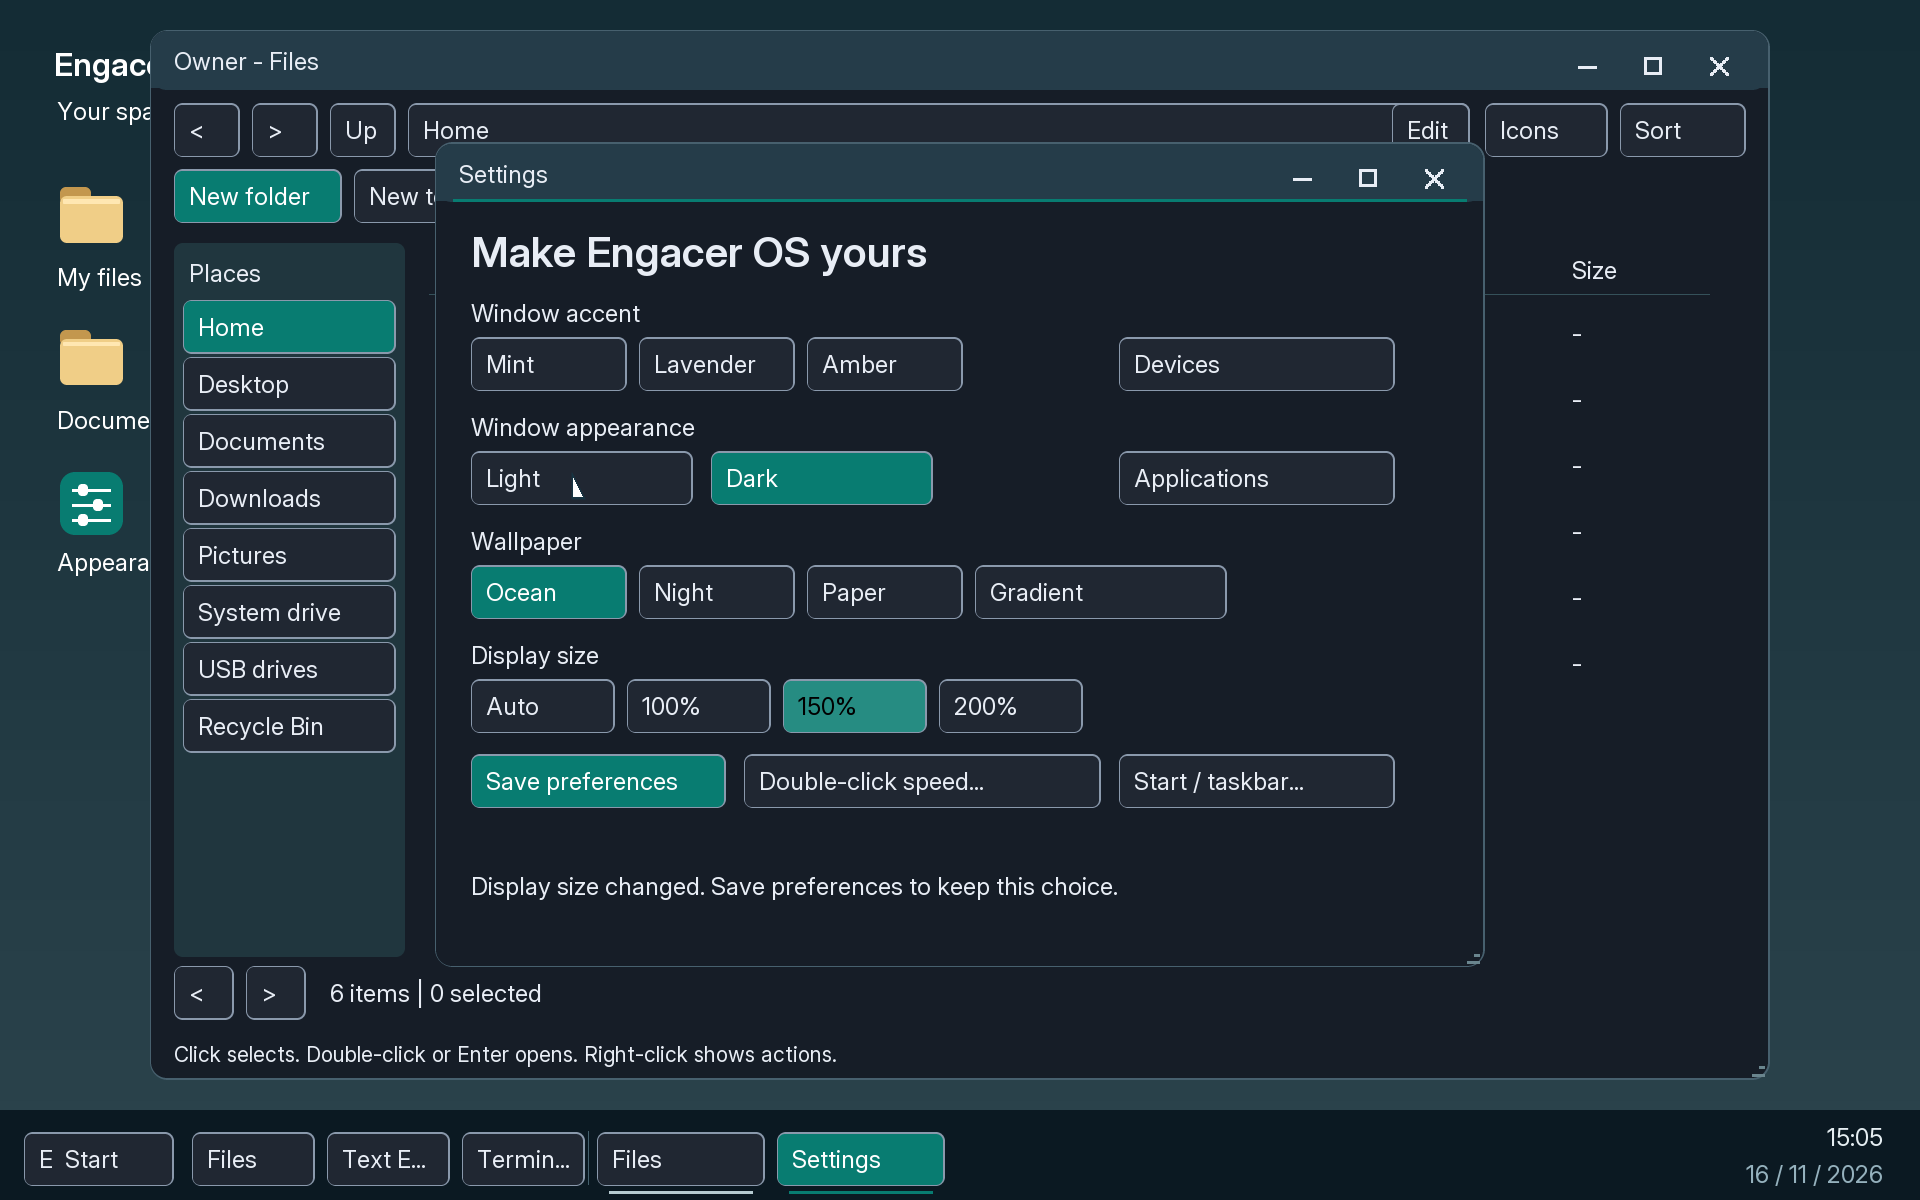 Engace
Your spa
My files
Docume
Appeara
Owner - Files
< > Up Home Edit Icons Sort
New folder New t
Places
Home
Desktop
Documents
Downloads
Pictures
System drive
USB drives
Recycle Bin
Size
-
-
-
-
-
-
Settings
Make Engacer OS yours
Window accent
Mint Lavender Amber Devices
Window appearance
Light Dark Applications
Wallpaper
Ocean Night Paper Gradient
Display size
Auto 100% 150% 200%
Save preferences Double-click speed... Start / taskbar...
Display size changed. Save preferences to keep this choice.
< > 6 items | 0 selected
Click selects. Double-click or Enter opens. Right-click shows actions.
E Start Files Text E... Termin... Files Settings
15:05
16 / 11 / 2026